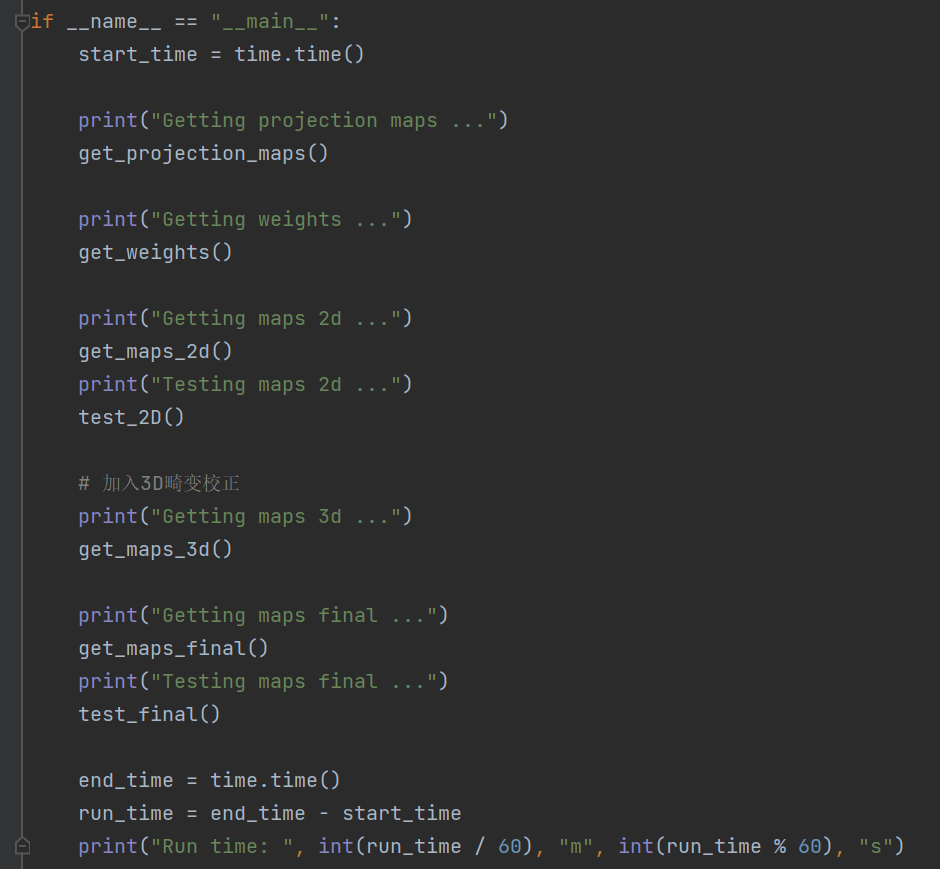 if __name__ == "__main__":
    start_time = time.time()

    print("Getting projection maps ...")
    get_projection_maps()

    print("Getting weights ...")
    get_weights()

    print("Getting maps 2d ...")
    get_maps_2d()
    print("Testing maps 2d ...")
    test_2D()

    # 加入3D畸变校正
    print("Getting maps 3d ...")
    get_maps_3d()

    print("Getting maps final ...")
    get_maps_final()
    print("Testing maps final ...")
    test_final()

    end_time = time.time()
    run_time = end_time - start_time
    print("Run time: ", int(run_time / 60), "m", int(run_time % 60), "s")